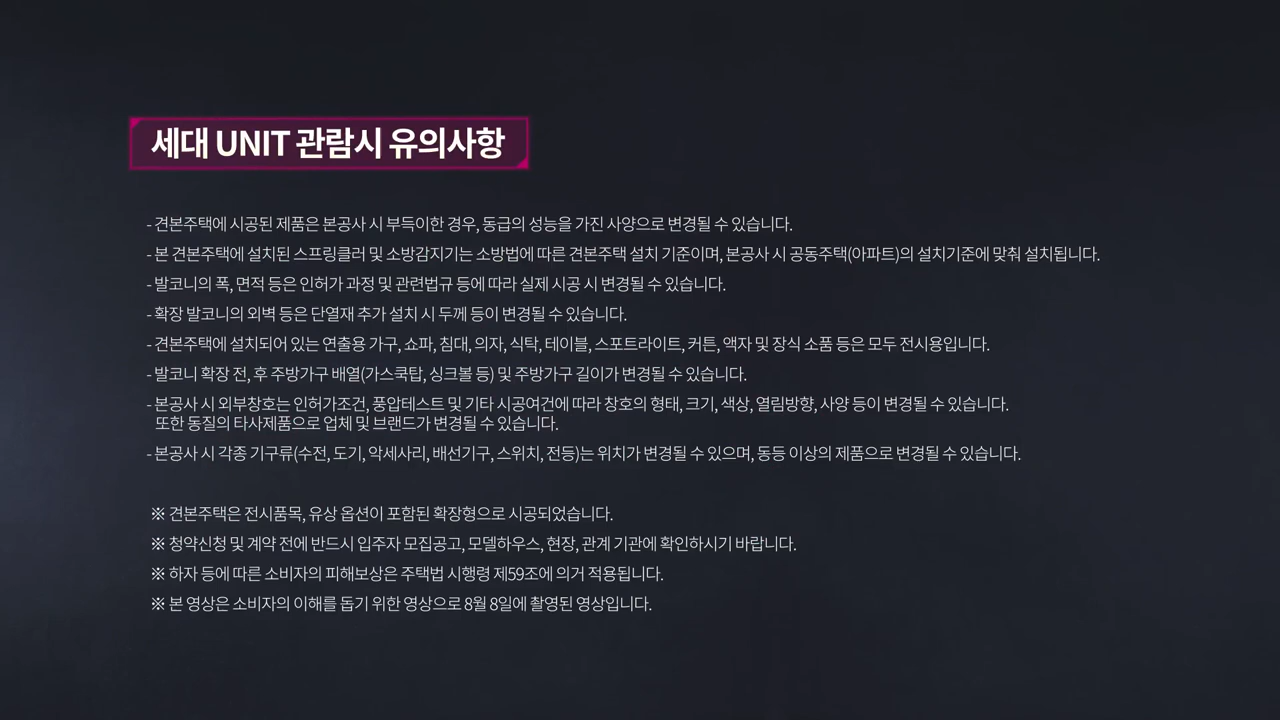 세대 UNIT 관람시 유의사항
- 견본주택에 시공된 제품은 본공사 시 부득이한 경우, 동급의 성능을 가진 사양으로 변경될 수 있습니다.
- 본 견본주택에 설치된 스프링클러 및 소방감지기는 소방법에 따른 견본주택 설치 기준이며, 본공사 시 공동주택(아파트)의 설치기준에 맞춰 설치됩니다.
- 발코니의 폭, 면적 등은 인허가 과정 및 관련법규 등에 따라 실제 시공 시 변경될 수 있습니다.
- 확장 발코니의 외벽 등은 단열재 추가 설치 시 두께 등이 변경될 수 있습니다.
- 견본주택에 설치되어 있는 연출용 가구, 쇼파, 침대, 의자, 식탁, 테이블, 스포트라이트, 커튼, 액자 및 장식 소품 등은 모두 전시용입니다.
- 발코니 확장 전, 후 주방가구 배열(가스쿡탑, 싱크볼 등) 및 주방가구 길이가 변경될 수 있습니다.
- 본공사 시 외부창호는 인허가조건, 풍압테스트 및 기타 시공여건에 따라 창호의 형태, 크기, 색상, 열림방향, 사양 등이 변경될 수 있습니다.
또한 동질의 타사제품으로 업체 및 브랜드가 변경될 수 있습니다.
- 본공사 시 각종 기구류(수전, 도기, 악세사리, 배선기구, 스위치, 전등)는 위치가 변경될 수 있으며, 동등 이상의 제품으로 변경될 수 있습니다.
※ 견본주택은 전시품목, 유상 옵션이 포함된 확장형으로 시공되었습니다.
※ 청약신청 및 계약 전에 반드시 입주자 모집공고, 모델하우스, 현장, 관계 기관에 확인하시기 바랍니다.
※ 하자 등에 따른 소비자의 피해보상은 주택법 시행령 제59조에 의거 적용됩니다.
※ 본 영상은 소비자의 이해를 돕기 위한 영상으로 8월 8일에 촬영된 영상입니다.